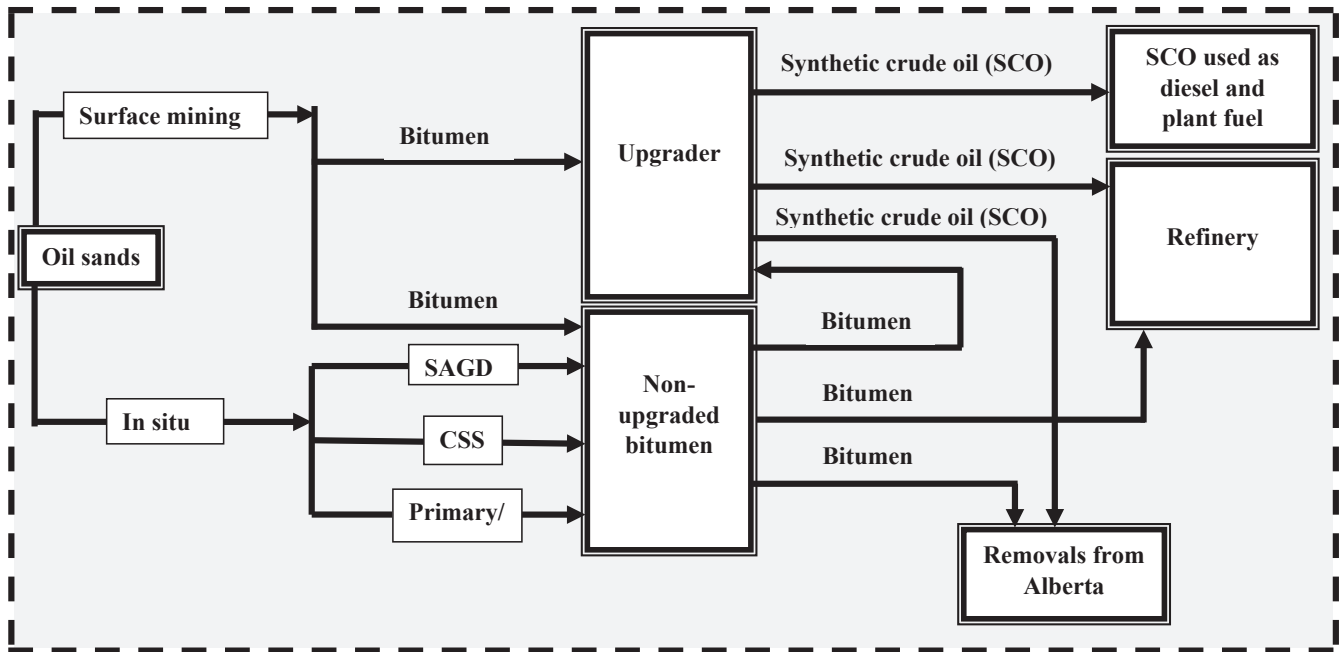 Synthetic crude oil (SCO)
SCO used as
diesel and
plant fuel
Surface mining
Bitumen
Upgrader
Synthetic crude oil (SCO)
Synthetic crude oil (SCO)
Refinery
Oil sands
Bitumen
Bitumen
SAGD
Non-
upgraded
bitumen
Bitumen
In situ
CSS
Bitumen
Primary/
Removals from
Alberta